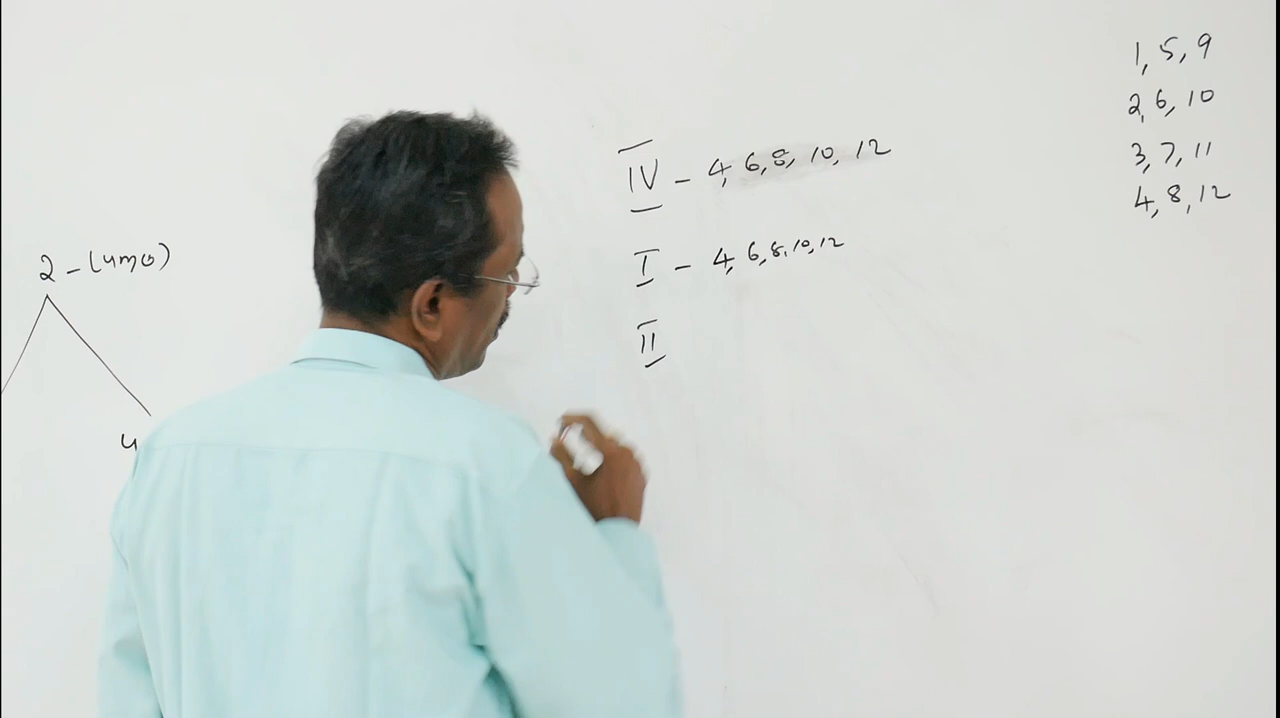 2 - (um0)
4
IV - 4, 6, 8, 10, 12
I - 4, 6, 8, 10, 12
II
1, 5, 9
2, 6, 10
3, 7, 11
4, 8, 12